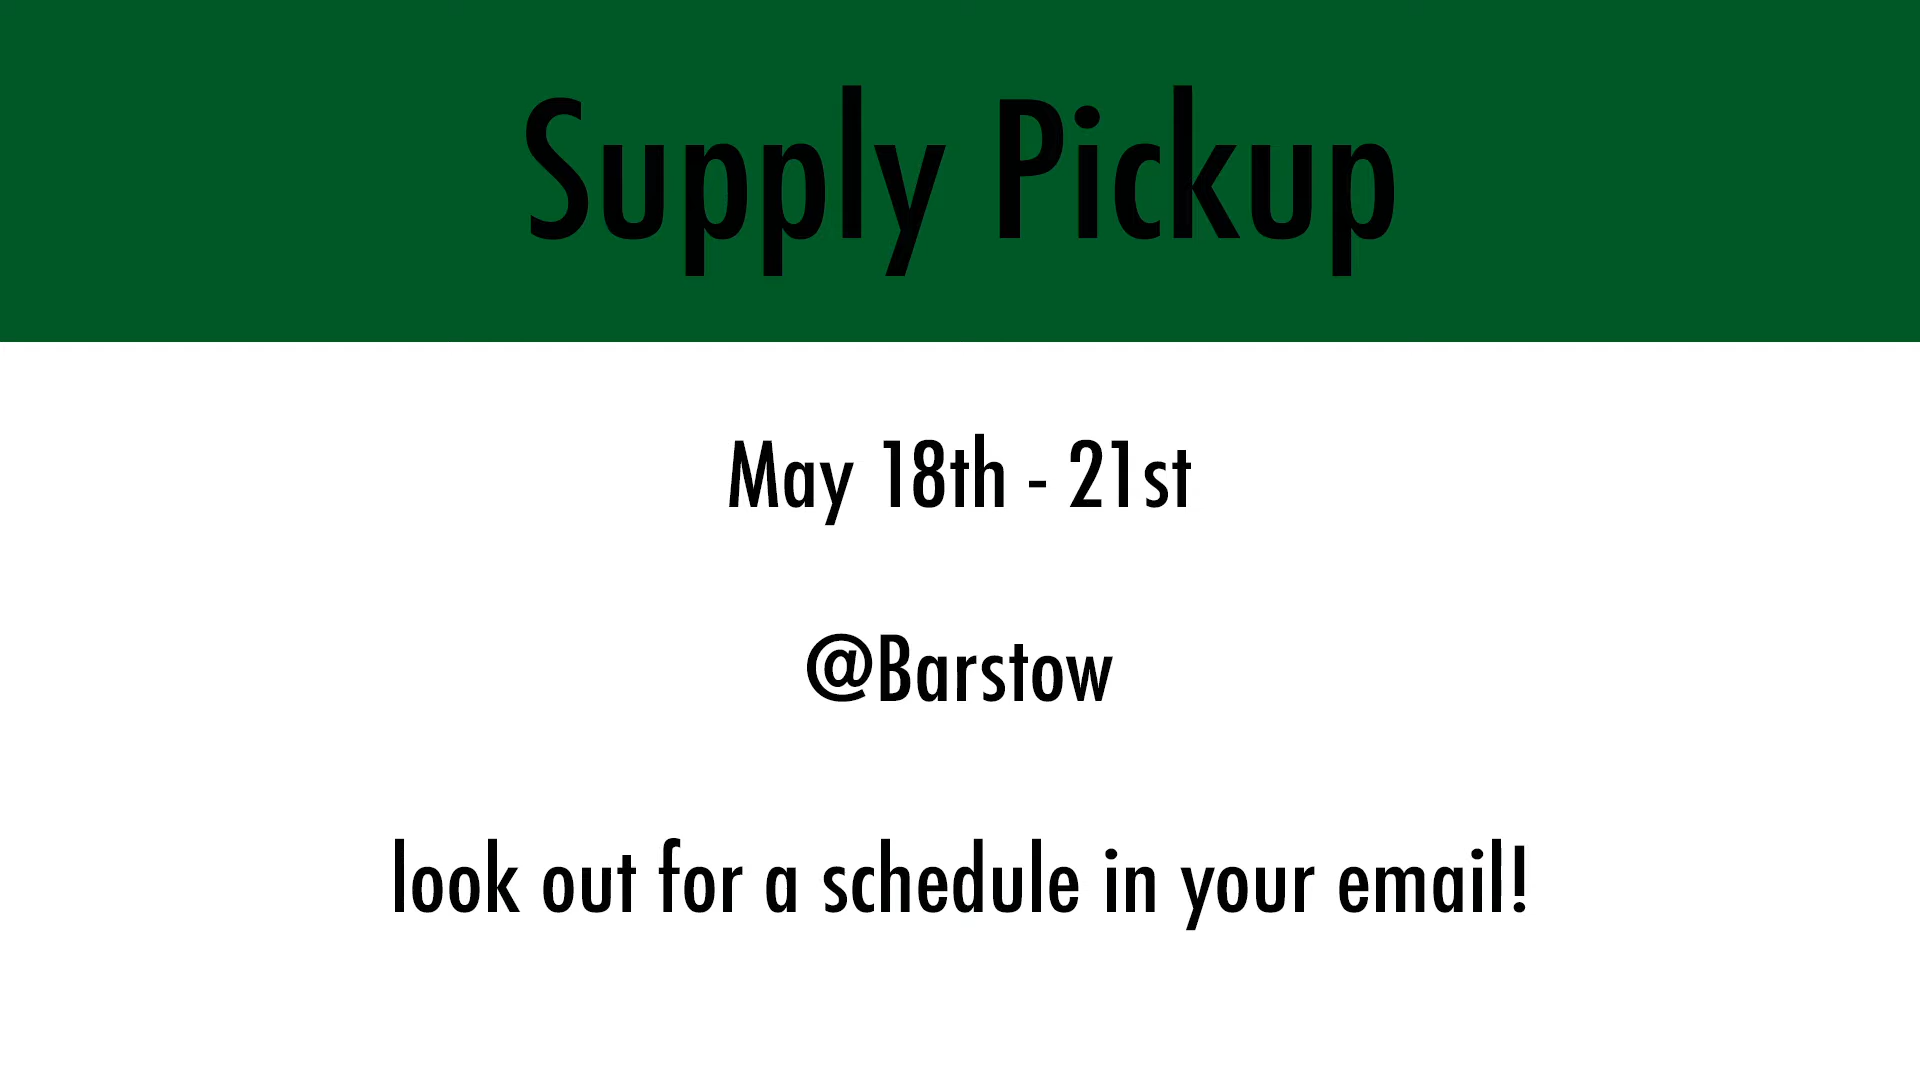 Supply Pickup
May 18th - 21st
@Barstow
look out for a schedule in your email!